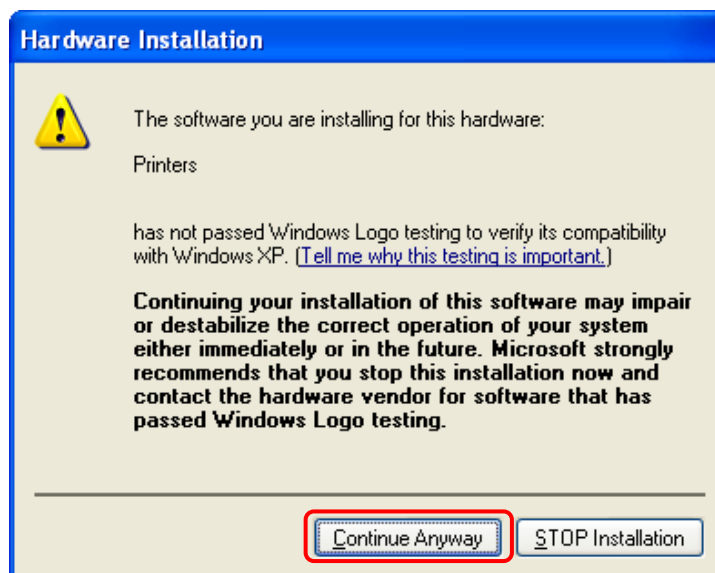 Hardware Installation
The software you are installing for this hardware:
Printers
has not passed Windows Logo testing to verify its compatibility
with Windows XP. (Tell me why this testing is important.)
Continuing your installation of this software may impair
or destabilize the correct operation of your system
either immediately or in the future. Microsoft strongly
recommends that you stop this installation now and
contact the hardware vendor for software that has
passed Windows Logo testing.
Continue Anyway STOP Installation